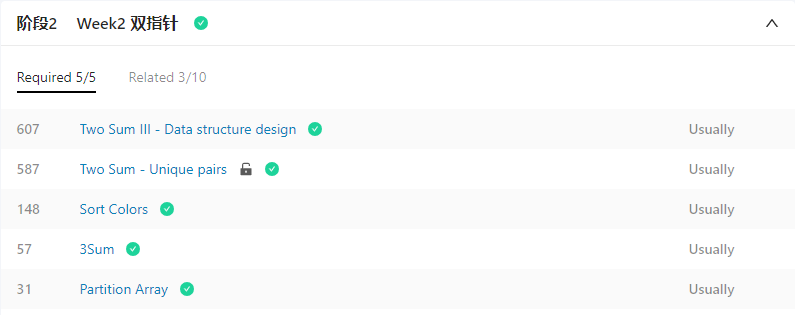 阶段2 Week2 双指针
Required 5/5 Related 3/10
607 Two Sum III - Data structure design Usually
587 Two Sum - Unique pairs Usually
148 Sort Colors Usually
57 3Sum Usually
31 Partition Array Usually